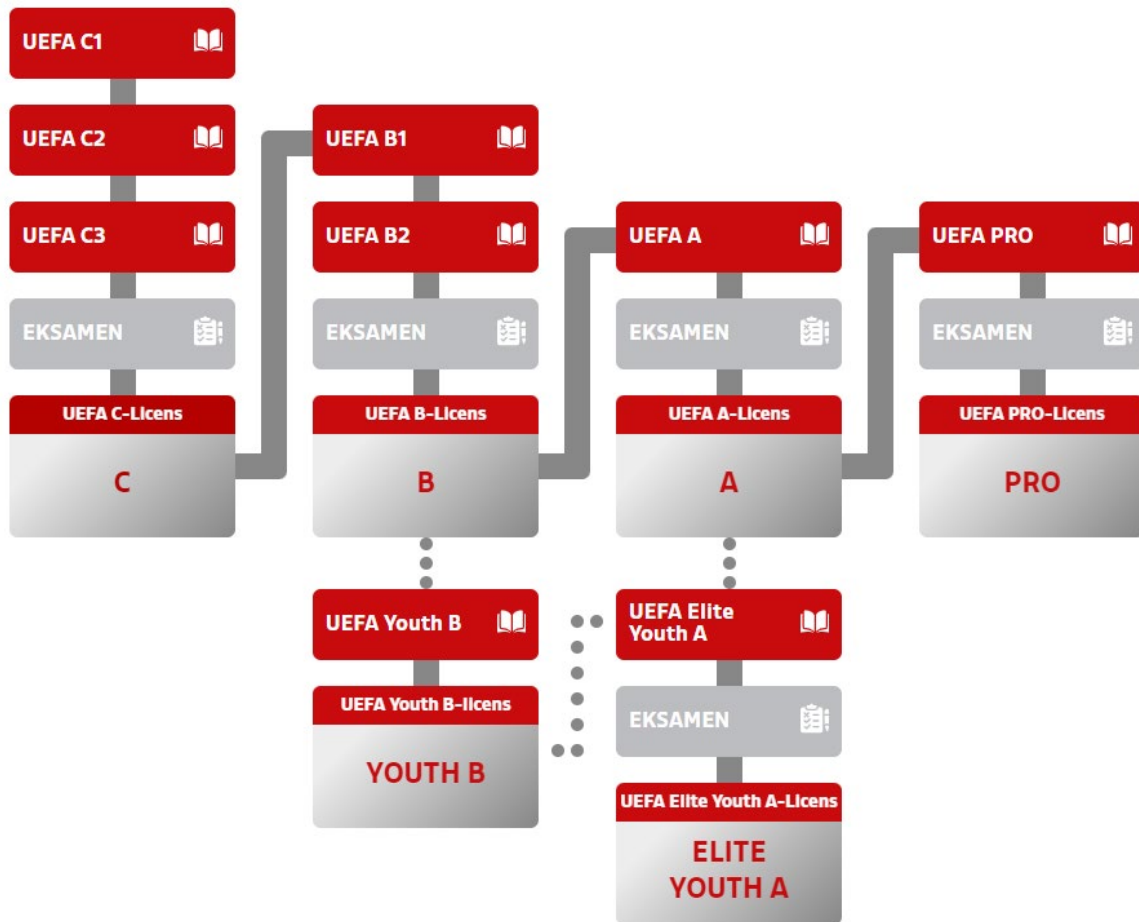 UEFA C1
UEFA C2
UEFA C3
EKSAMEN
UEFA C-Licens
C
UEFA B1
UEFA B2
EKSAMEN
UEFA B-Licens
B
UEFA Youth B
UEFA Youth B-licens
YOUTH B
UEFA A
EKSAMEN
UEFA A-Licens
A
UEFA Elite
Youth A
EKSAMEN
UEFA Elite Youth A-Licens
ELITE
YOUTH A
UEFA PRO
EKSAMEN
UEFA PRO-Licens
PRO